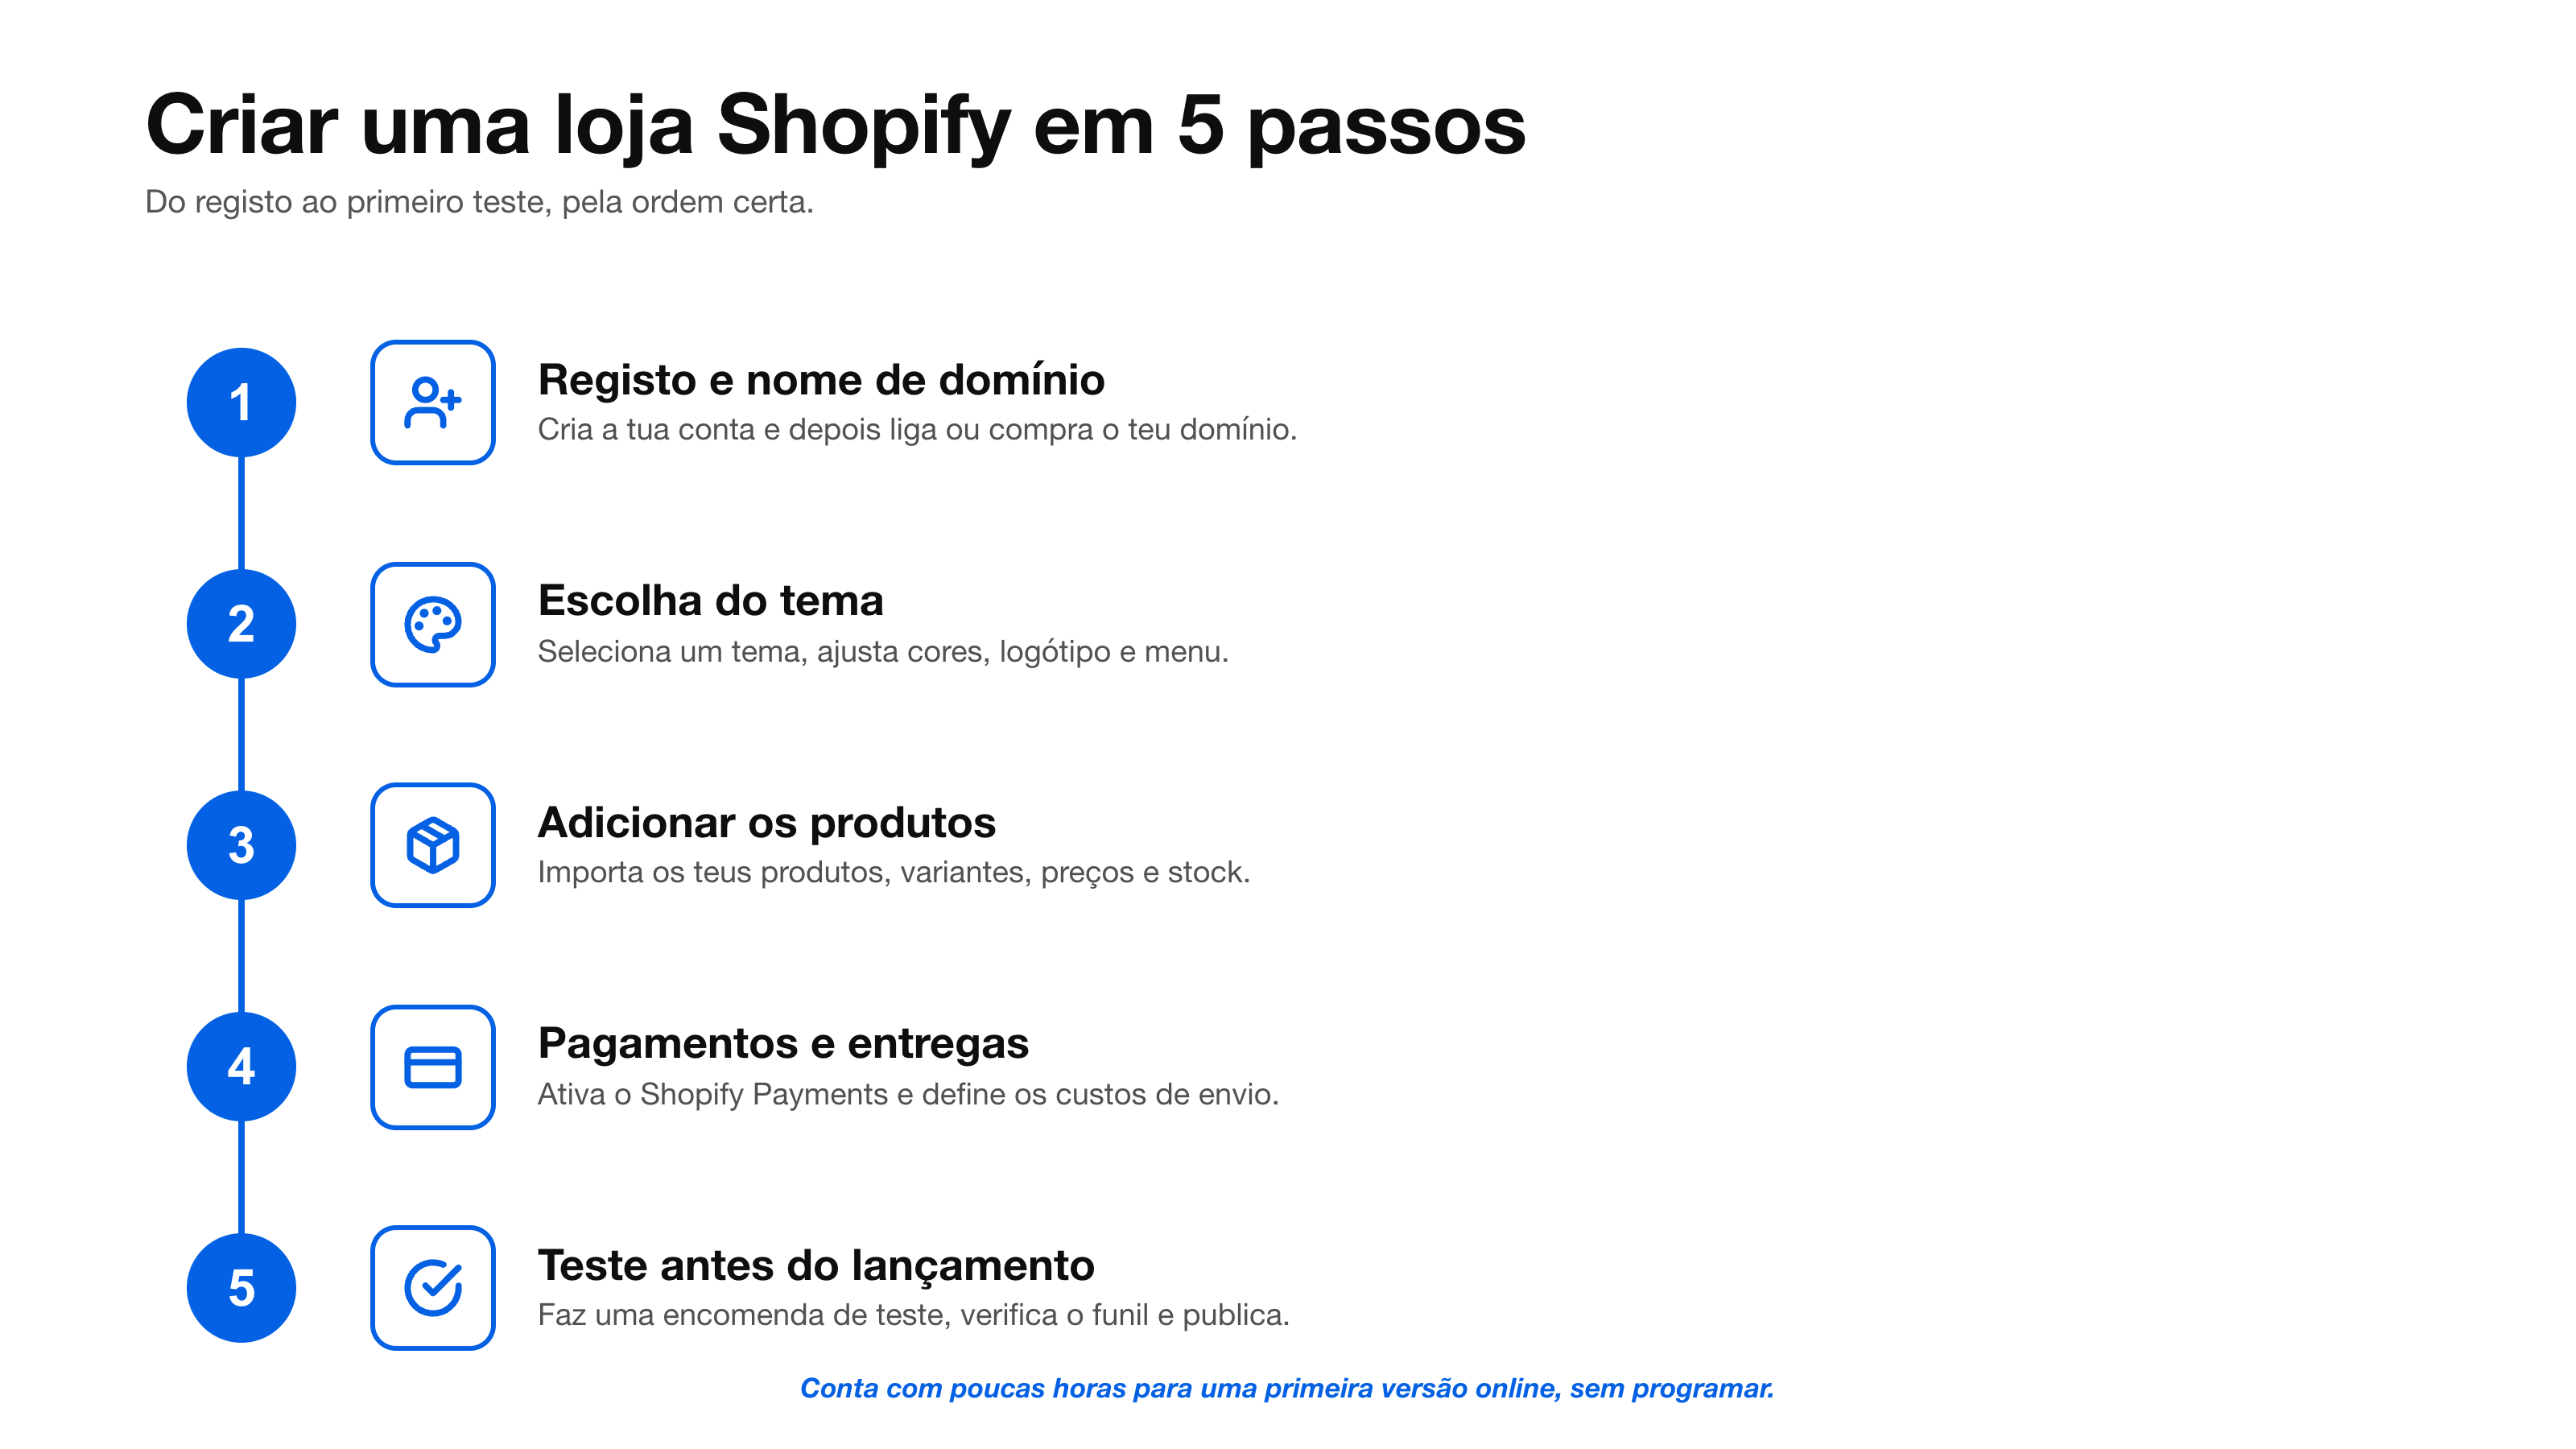 Criar uma loja Shopify em 5 passos
Do registo ao primeiro teste, pela ordem certa.
1
Registo e nome de domínio
Cria a tua conta e depois liga ou compra o teu domínio.
2
Escolha do tema
Seleciona um tema, ajusta cores, logótipo e menu.
3
Adicionar os produtos
Importa os teus produtos, variantes, preços e stock.
4
Pagamentos e entregas
Ativa o Shopify Payments e define os custos de envio.
5
Teste antes do lançamento
Faz uma encomenda de teste, verifica o funil e publica.
Conta com poucas horas para uma primeira versão online, sem programar.